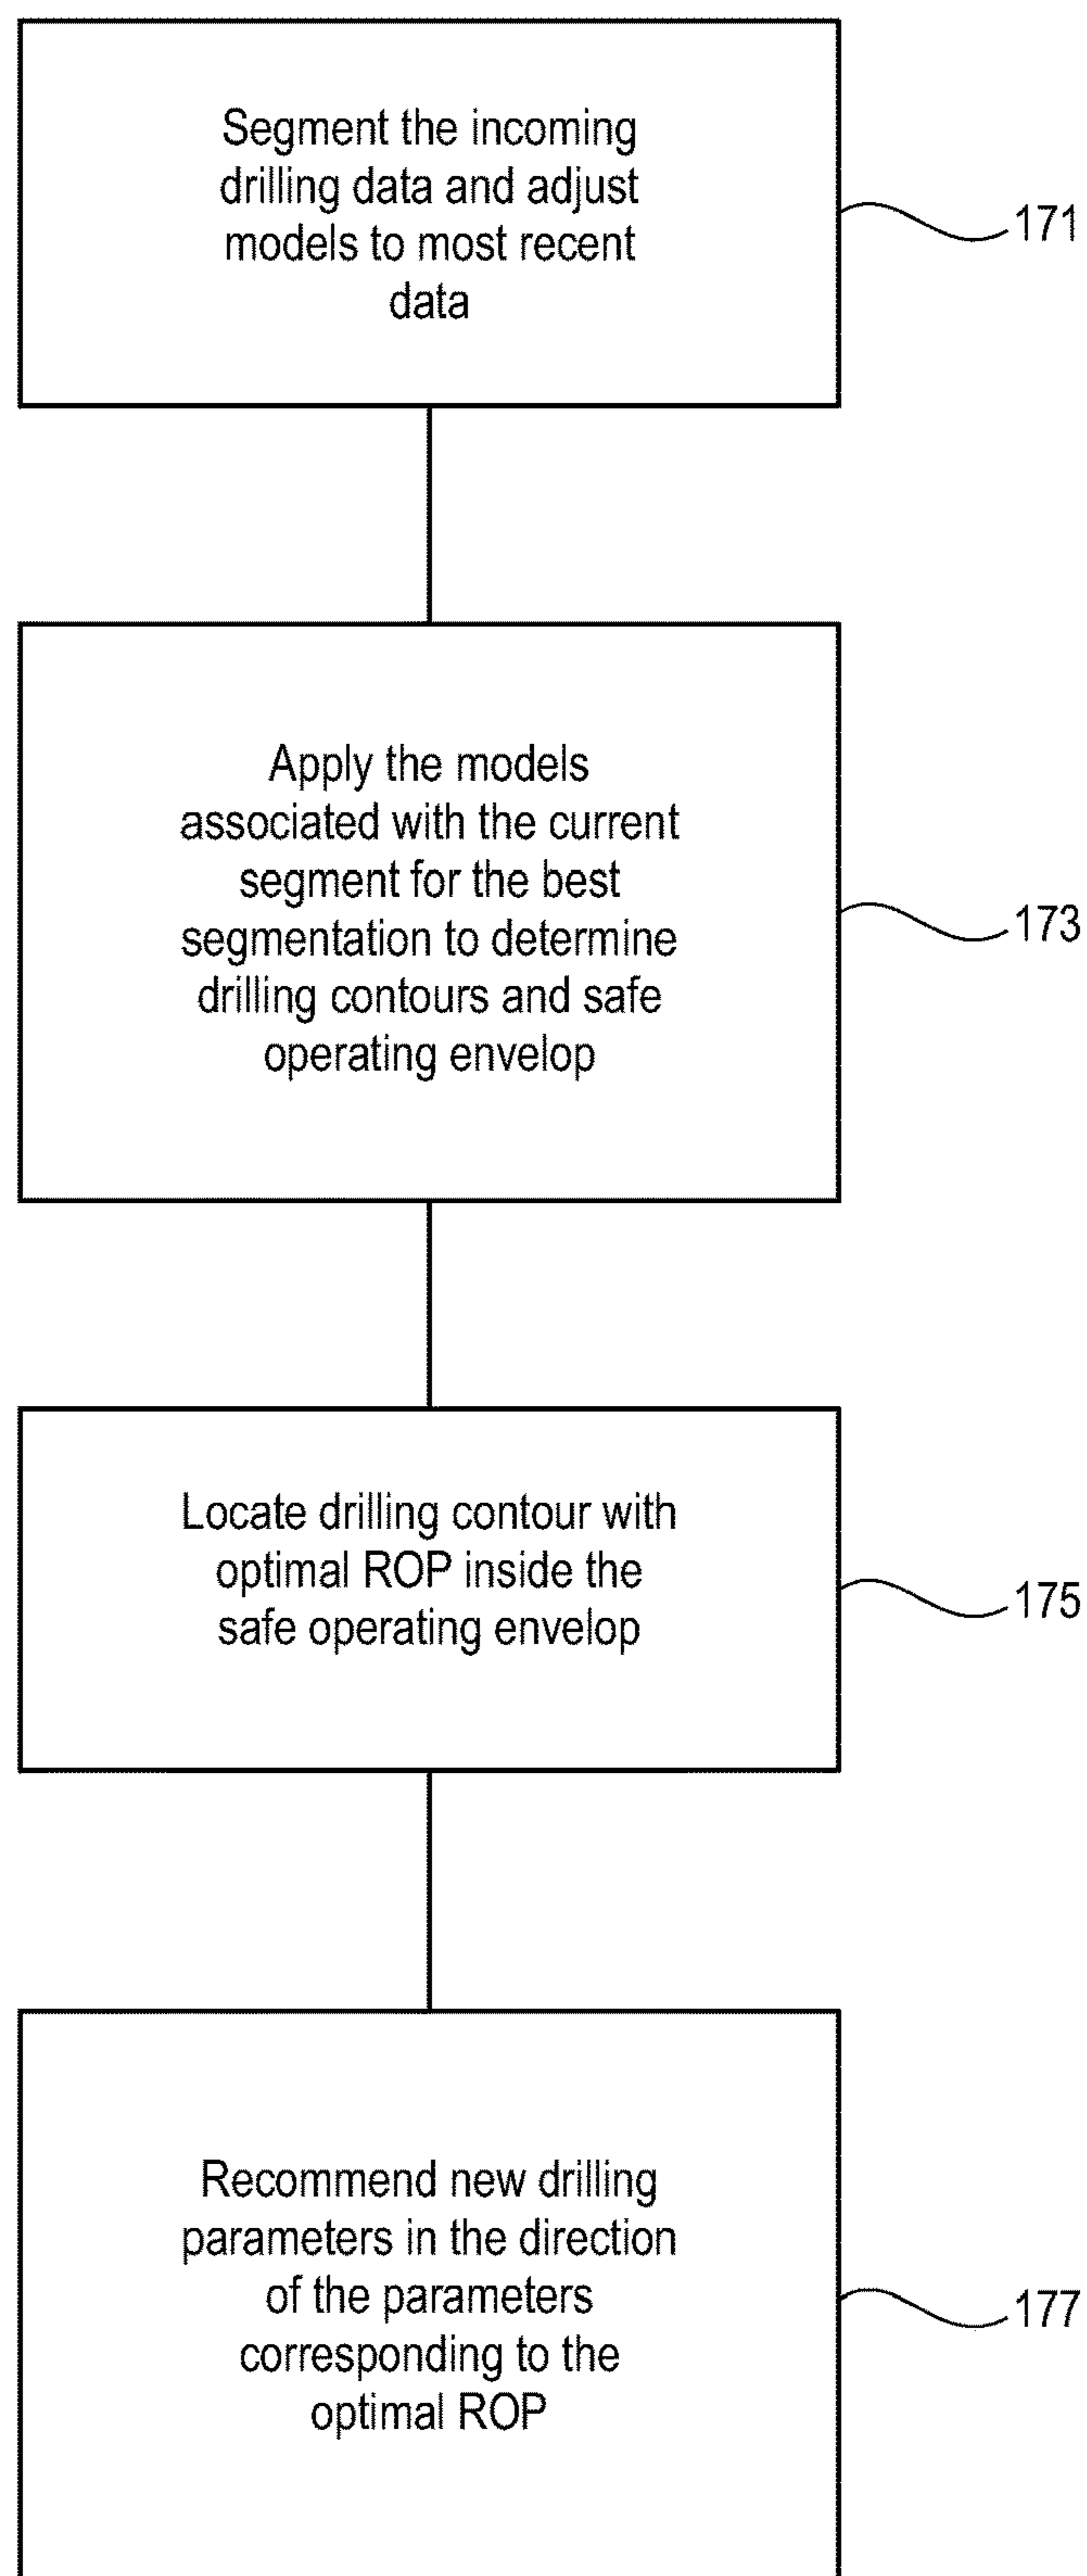 Segment the incoming
drilling data and adjust
models to most recent
data
171
Apply the models
associated with the current
segment for the best
segmentation to determine
drilling contours and safe
operating envelop
173
Locate drilling contour with
optimal ROP inside the
safe operating envelop
175
Recommend new drilling
parameters in the direction
of the parameters
corresponding to the
optimal ROP
177